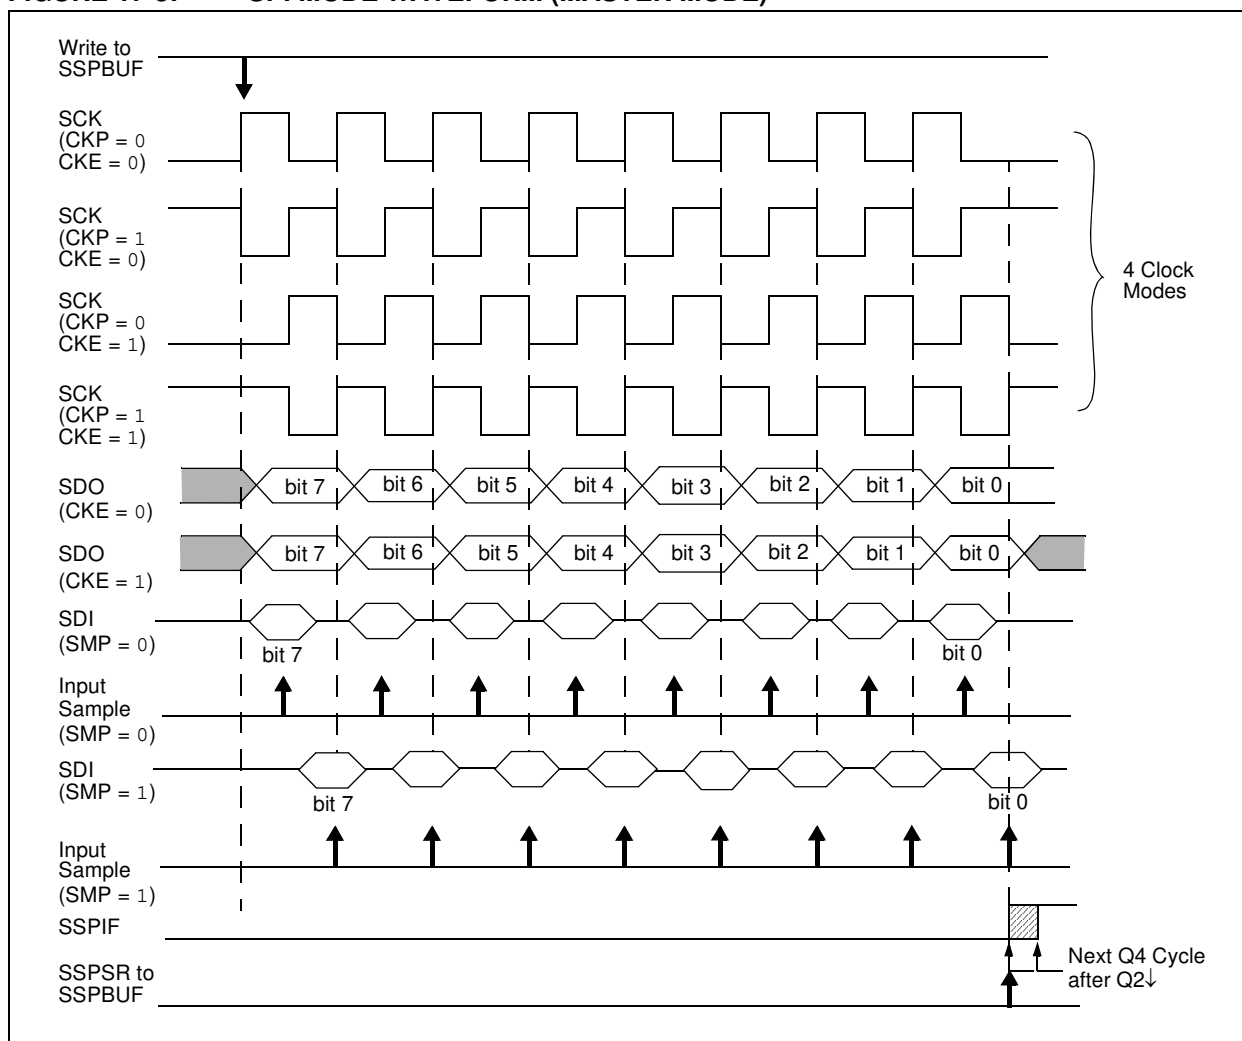 Write to
SSPBUF
SCK
(CKP = 0
CKE = 0)
SCK
(CKP = 1
CKE = 0)
4 Clock
Modes
SCK
(CKP = 0
CKE = 1)
SCK
(CKP = 1
CKE = 1)
SDO
(CKE = 0)
bit 7 bit 6 bit 5 bit 4 bit 3 bit 2 bit 1 bit 0
SDO
(CKE = 1)
bit 7 bit 6 bit 5 bit 4 bit 3 bit 2 bit 1 bit 0
SDI
(SMP = 0)
bit 7 bit 0
Input
Sample
(SMP = 0)
SDI
(SMP = 1)
bit 7 bit 0
Input
Sample
(SMP = 1)
SSPIF
Next Q4 Cycle
after Q2↓
SSPSR to
SSPBUF